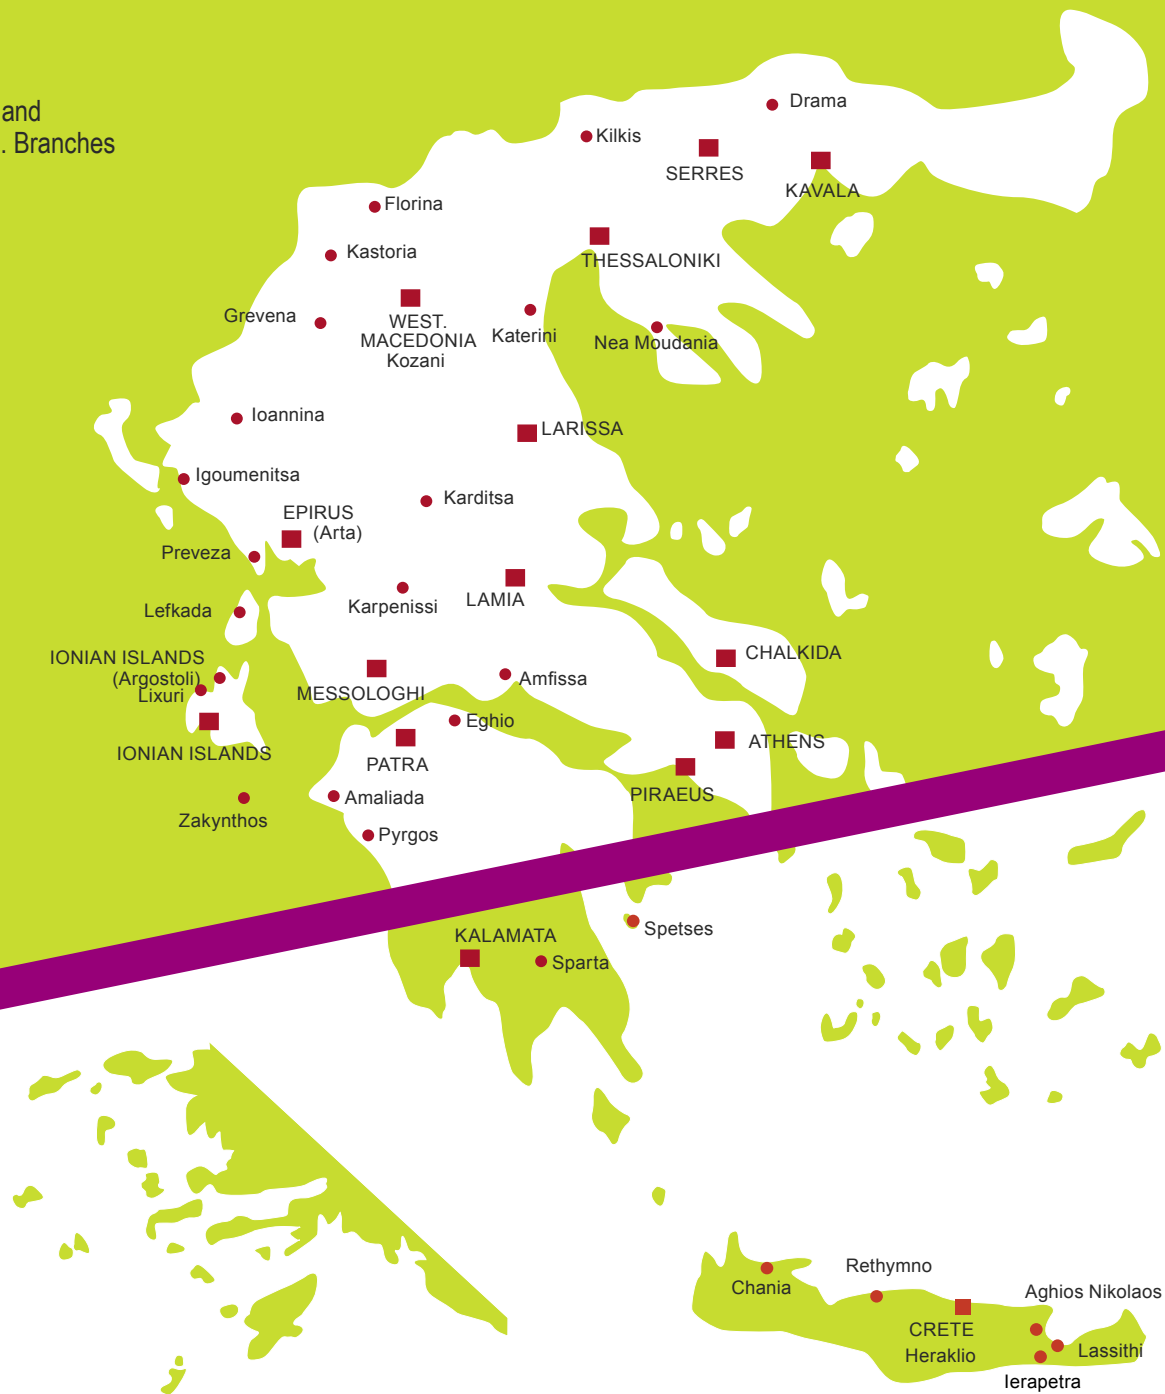 and
. Branches
Drama
Kilkis
SERRES
KAVALA
Florina
THESSALONIKI
Kastoria
Grevena
WEST.
MACEDONIA
Kozani
Katerini
Nea Moudania
Ioannina
LARISSA
Igoumenitsa
Karditsa
EPIRUS
(Arta)
Preveza
Karpenissi
LAMIA
Lefkada
CHALKIDA
IONIAN ISLANDS
(Argostoli)
Lixuri
MESSOLOGHI
Amfissa
Eghio
IONIAN ISLANDS
PATRA
ATHENS
PIRAEUS
Amaliada
Zakynthos
Pyrgos
Spetses
KALAMATA
Sparta
Chania
Rethymno
Aghios Nikolaos
CRETE
Heraklio
Lassithi
Ierapetra